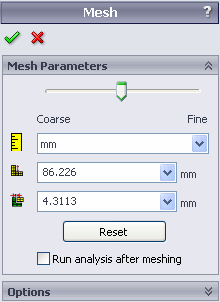 Mesh
?
Mesh Parameters
Coarse Fine
mm
86.226 mm
4.3113 mm
Reset
Run analysis after meshing
Options